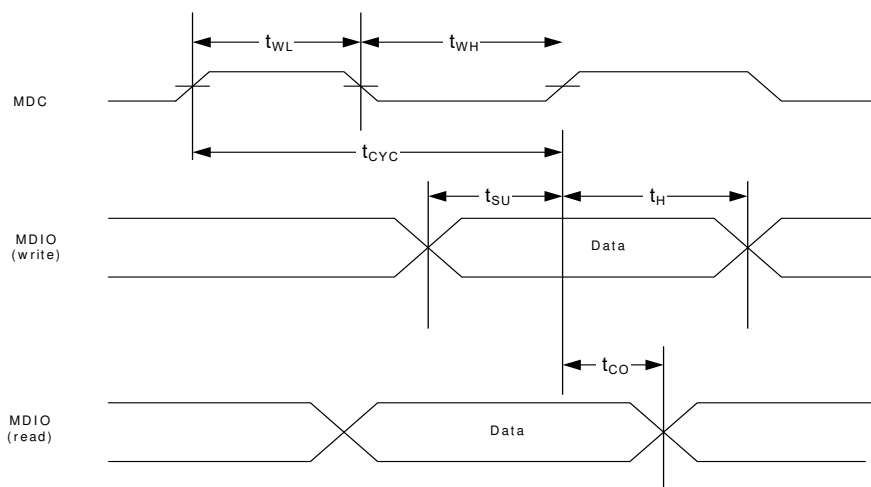 tWL
tWH
MDC
tCYC
tSU
tH
MDIO
(write)
Data
tCO
MDIO
(read)
Data